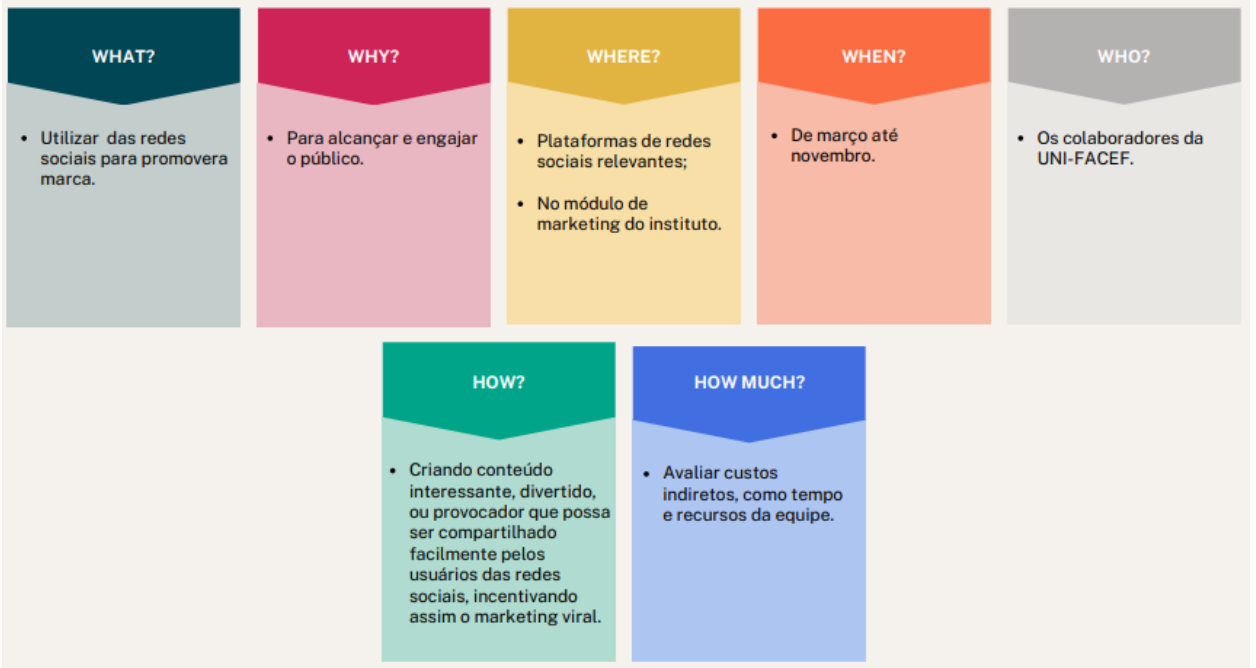 WHAT?
• Utilizar das redes
sociais para promovera
marca.
WHY?
• Para alcançar e engajar
o público.
WHERE?
• Plataformas de redes
sociais relevantes;
• No módulo de
marketing do instituto.
WHEN?
• De março até
novembro.
WHO?
• Os colaboradores da
UNI-FACEF.
HOW?
• Criando conteúdo
interessante, divertido,
ou provocador que possa
ser compartilhado
facilmente pelos
usuários das redes
sociais, incentivando
assim o marketing viral.
HOW MUCH?
• Avaliar custos
indiretos, como tempo
e recursos da equipe.